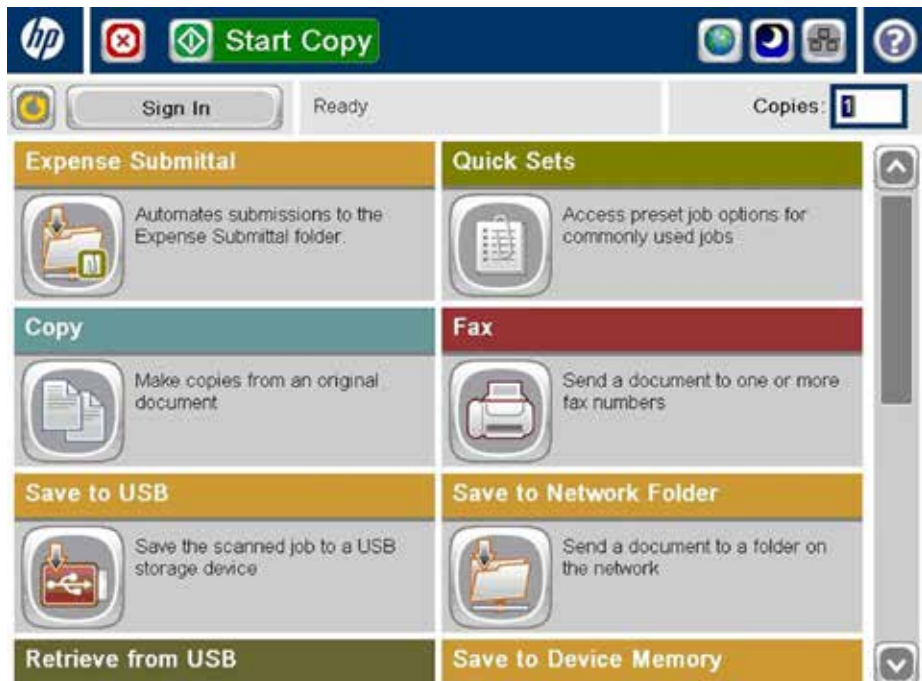 hp
Start Copy
?
Sign In
Ready
Copies: 1
Expense Submittal
Quick Sets
Automates submissions to the
Expense Submittal folder.
Access preset job options for
commonly used jobs
Copy
Fax
Make copies from an original
document
Send a document to one or more
fax numbers
Save to USB
Save to Network Folder
Save the scanned job to a USB
storage device
Send a document to a folder on
the network
Retrieve from USB
Save to Device Memory